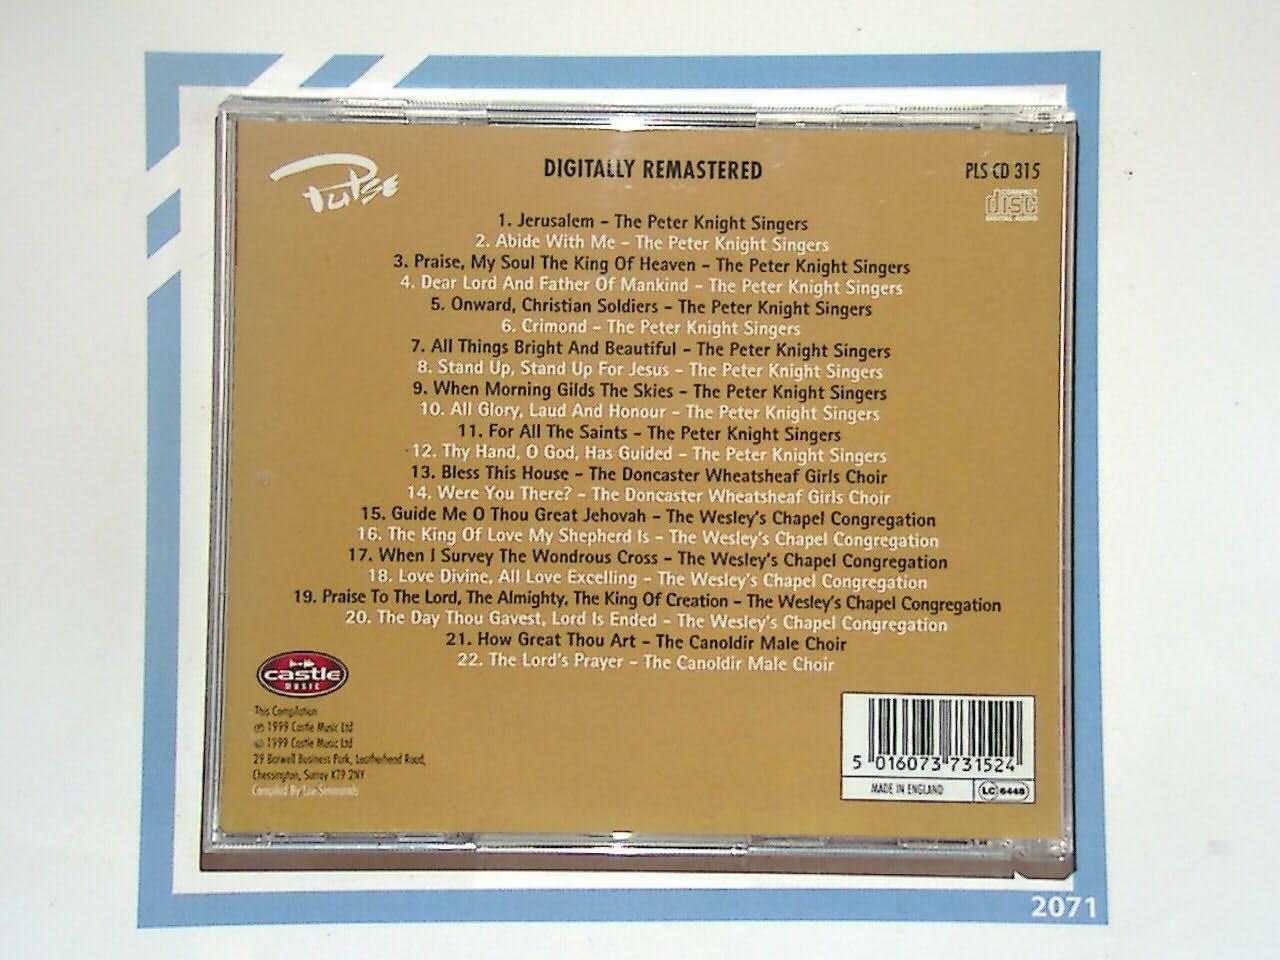 Pulse
DIGITALLY REMASTERED
PLS CD 315
COMPACT
disc
DIGITAL AUDIO
1. Jerusalem – The Peter Knight Singers
2. Abide With Me – The Peter Knight Singers
3. Praise, My Soul The King Of Heaven – The Peter Knight Singers
4. Dear Lord And Father Of Mankind – The Peter Knight Singers
5. Onward, Christian Soldiers – The Peter Knight Singers
6. Crimond – The Peter Knight Singers
7. All Things Bright And Beautiful – The Peter Knight Singers
8. Stand Up, Stand Up For Jesus – The Peter Knight Singers
9. When Morning Gilds The Skies – The Peter Knight Singers
10. All Glory, Laud And Honour – The Peter Knight Singers
11. For All The Saints – The Peter Knight Singers
12. Thy Hand, O God, Has Guided – The Peter Knight Singers
13. Bless This House – The Doncaster Wheatsheaf Girls Choir
14. Were You There? – The Doncaster Wheatsheaf Girls Choir
15. Guide Me O Thou Great Jehovah – The Wesley's Chapel Congregation
16. The King Of Love My Shepherd Is – The Wesley's Chapel Congregation
17. When I Survey The Wondrous Cross – The Wesley's Chapel Congregation
18. Love Divine, All Love Excelling – The Wesley's Chapel Congregation
19. Praise To The Lord, The Almighty, The King Of Creation – The Wesley's Chapel Congregation
20. The Day Thou Gavest, Lord Is Ended – The Wesley's Chapel Congregation
21. How Great Thou Art – The Canoldir Male Choir
22. The Lord's Prayer – The Canoldir Male Choir
castle
MUSIC
This Compilation
℗ 1999 Castle Music Ltd
© 1999 Castle Music Ltd
29 Barwell Business Park, Leatherhead Road,
Chessington, Surrey KT9 2NY
Compiled By Lee Simmonds
5 016073 731524
MADE IN ENGLAND
LC 6448
2071